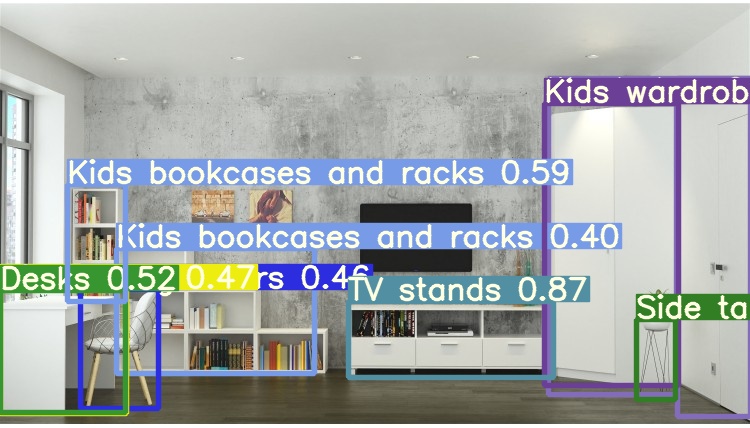 Kids wardrob
Kids bookcases and racks 0.59
Kids bookcases and racks 0.40
Desks 0.52 0.47 rs 0.46
TV stands 0.87
Side ta